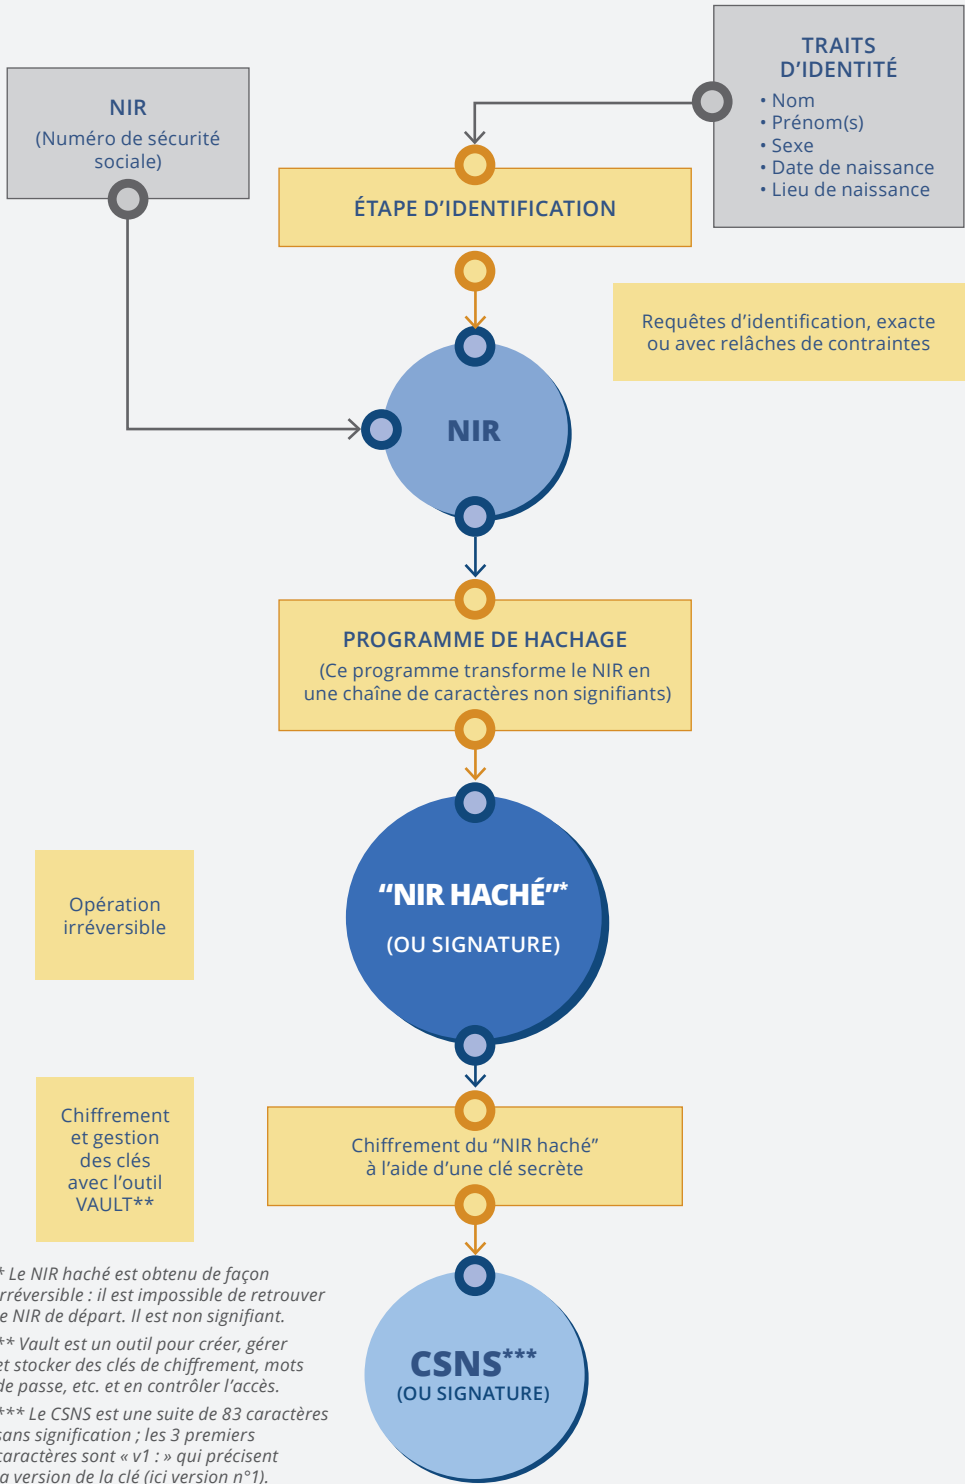 TRAITS
D’IDENTITÉ
• Nom
• Prénom(s)
• Sexe
• Date de naissance
• Lieu de naissance
NIR
(Numéro de sécurité
sociale)
ÉTAPE D’IDENTIFICATION
Requêtes d’identification, exacte
ou avec relâches de contraintes
NIR
PROGRAMME DE HACHAGE
(Ce programme transforme le NIR en
une chaîne de caractères non signifiants)
“NIR HACHÉ”*
(OU SIGNATURE)
Opération
irréversible
Chiffrement
et gestion
des clés
avec l’outil
VAULT**
Chiffrement du “NIR haché”
à l’aide d’une clé secrète
CSNS***
(OU SIGNATURE)
* Le NIR haché est obtenu de façon
irréversible : il est impossible de retrouver
le NIR de départ. Il est non signifiant.
** Vault est un outil pour créer, gérer
et stocker des clés de chiffrement, mots
de passe, etc. et en contrôler l’accès.
*** Le CSNS est une suite de 83 caractères
sans signification ; les 3 premiers
caractères sont « v1 : » qui précisent
la version de la clé (ici version n°1).